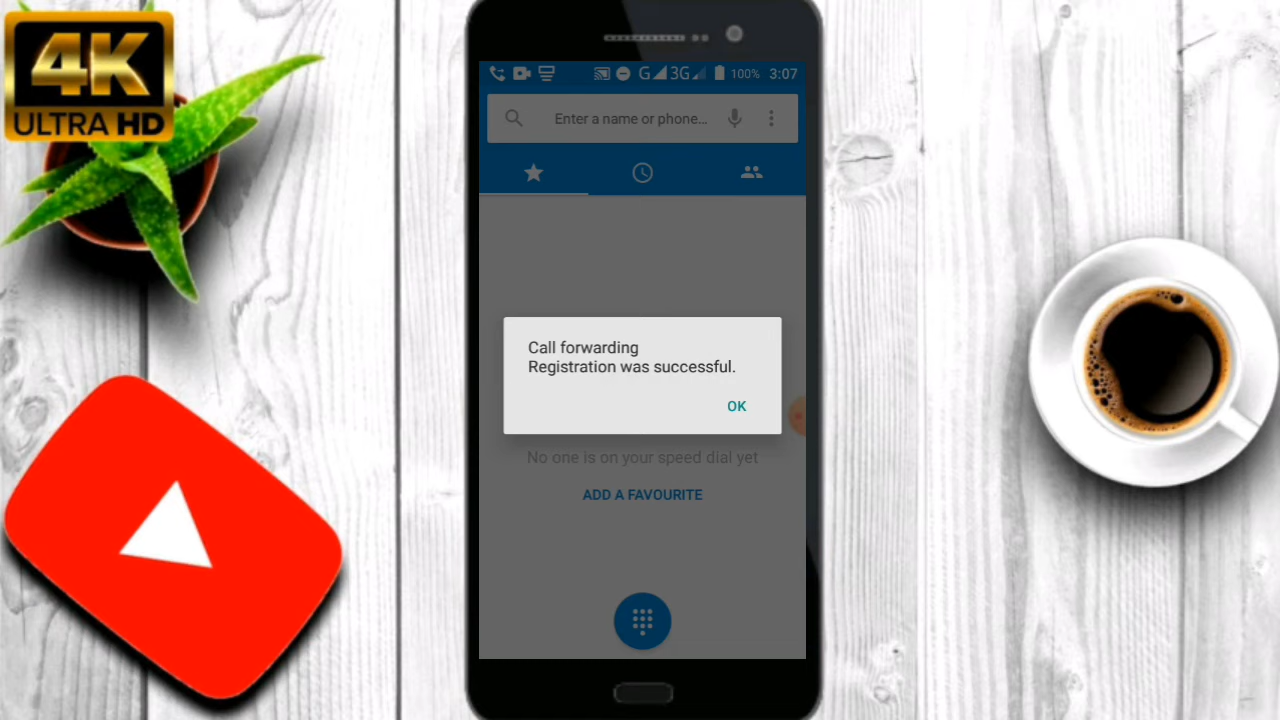 4K
ULTRA HD
G 3G 100% 3:07
Enter a name or phone...
Call forwarding
Registration was successful.
OK
No one is on your speed dial yet
ADD A FAVOURITE